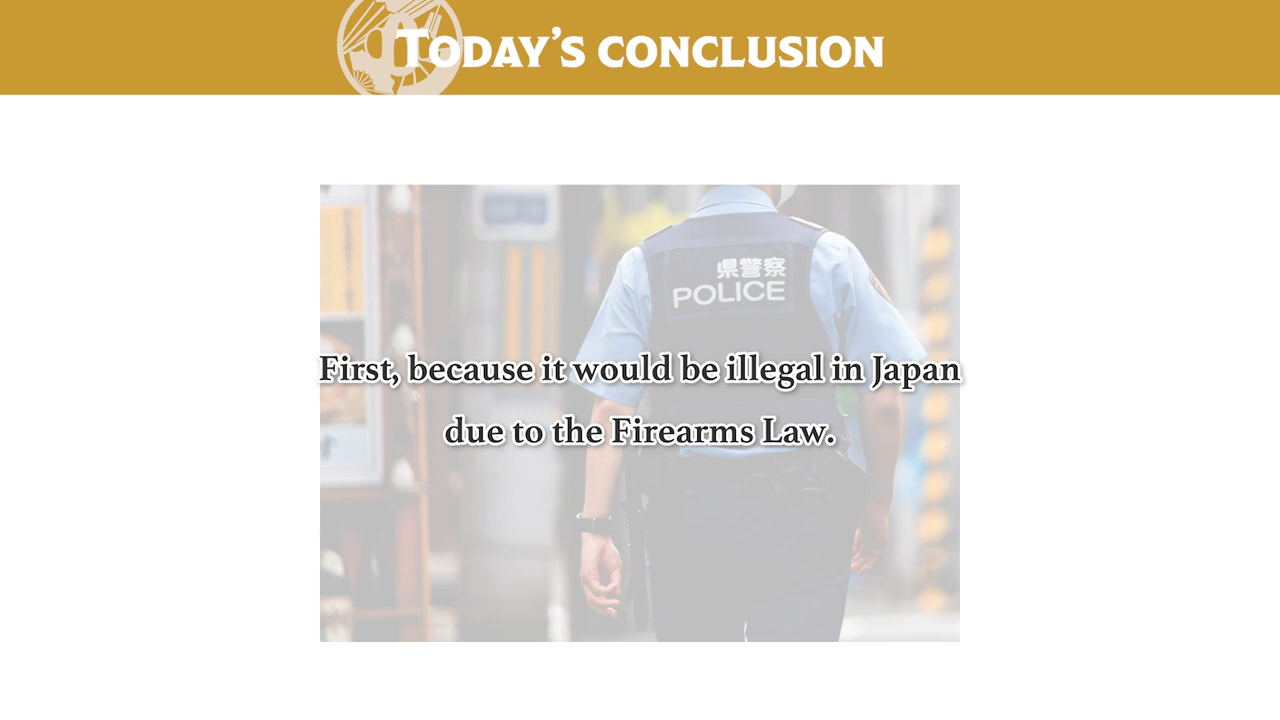 Today's conclusion
県警察
POLICE
First, because it would be illegal in Japan
due to the Firearms Law.